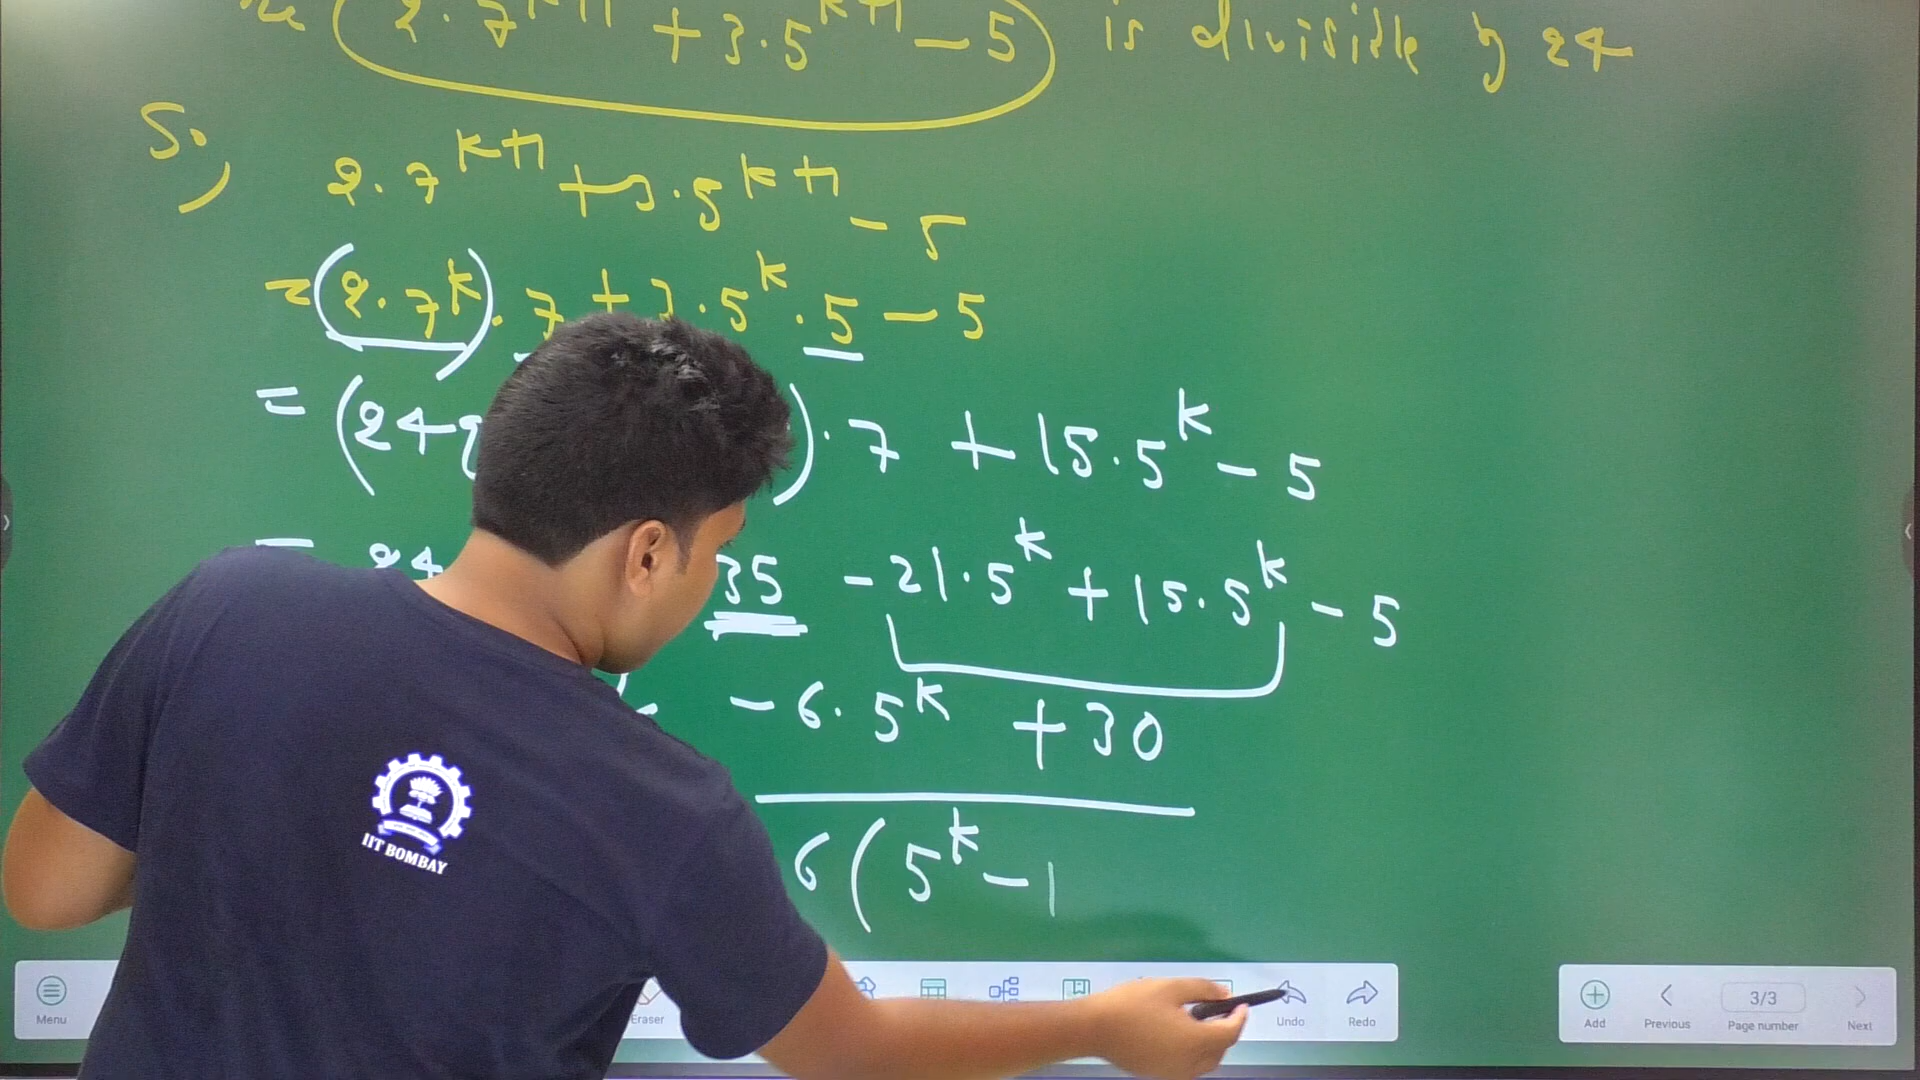 2·7^(k+1) + 3·5^(k+1) - 5 is divisible by 24
So,
2·7^(k+1) + 3·5^(k+1) - 5
= (2·7^k)·7 + 3·5^k·5 - 5
= (24q )·7 + 15·5^k - 5
= 24 35 - 21·5^k + 15·5^k - 5
- 6·5^k + 30
6(5^k - 1
IIT BOMBAY
Menu Eraser Undo Redo Add Previous 3/3 Page number Next